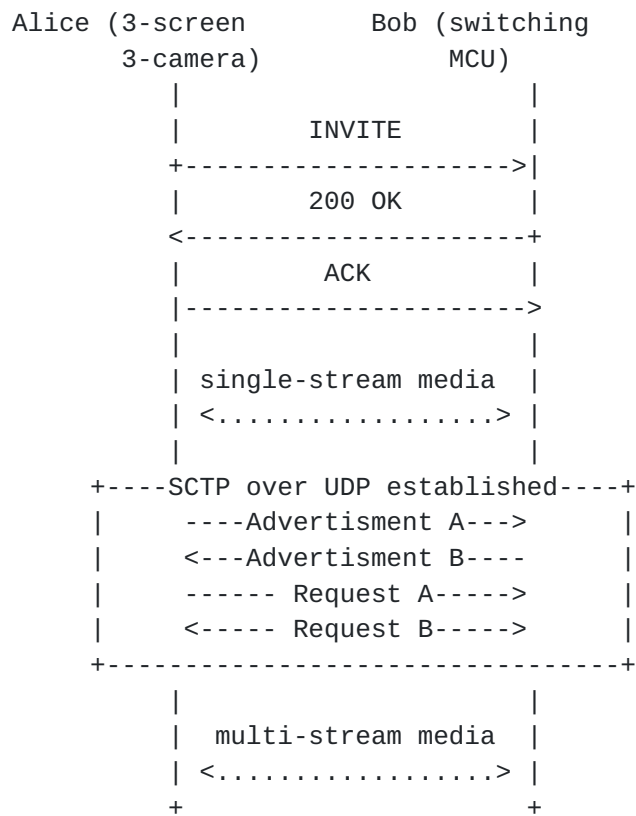 Alice (3-screen        Bob (switching
       3-camera)            MCU)
          |                      |
          |        INVITE        |
          +--------------------->|
          |        200 OK        |
          <----------------------+
          |         ACK          |
          |---------------------->
          |                      |
          | single-stream media  |
          | <..................> |
          |                      |
     +----SCTP over UDP established----+
     |     ----Advertisment A--->      |
     |     <---Advertisment B----      |
     |     ------ Request A----->      |
     |     <----- Request B----->      |
     +---------------------------------+
          |                      |
          |  multi-stream media  |
          | <..................> |
          +                      +